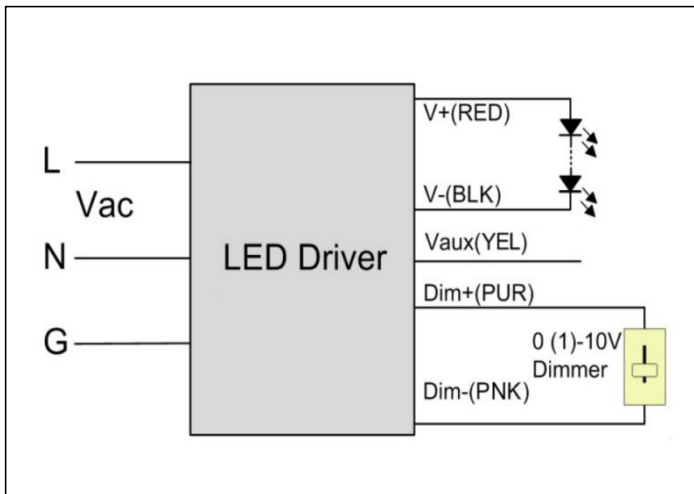 L
Vac
N
G
LED Driver
V+(RED)
V-(BLK)
Vaux(YEL)
Dim+(PUR)
Dim-(PNK)
0 (1)-10V
Dimmer